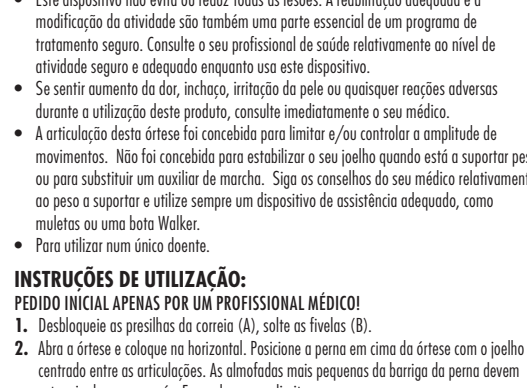 • Este dispositivo não evita ou reduz todas as lesões. A reabilitação adequada e a
modificação da atividade são também uma parte essencial de um programa de
tratamento seguro. Consulte o seu profissional de saúde relativamente ao nível de
atividade seguro e adequado enquanto usa este dispositivo.
• Se sentir aumento da dor, inchaço, irritação da pele ou quaisquer reações adversas
durante a utilização deste produto, consulte imediatamente o seu médico.
• A articulação desta órtese foi concebida para limitar e/ou controlar a amplitude de
movimentos. Não foi concebida para estabilizar o seu joelho quando está a suportar pes
ou para substituir um auxiliar de marcha. Siga os conselhos do seu médico relativament
ao peso a suportar e utilize sempre um dispositivo de assistência adequado, como
muletas ou uma bota Walker.
• Para utilizar num único doente.
INSTRUÇÕES DE UTILIZAÇÃO:
PEDIDO INICIAL APENAS POR UM PROFISSIONAL MÉDICO!
1. Desbloqueie as presilhas da correia (A), solte as fivelas (B).
2. Abra a órtese e coloque na horizontal. Posicione a perna em cima da órtese com o joelho
centrado entre as articulações. As almofadas mais pequenas da barriga da perna devem